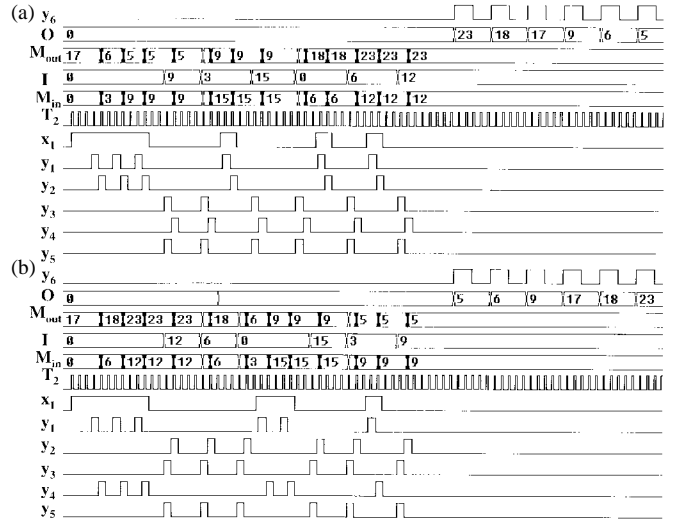 (a)
y6
O 0 23 18 17 9 6 5
Mout 17 6 5 5 5 9 9 9 18 18 23 23 23
I 0 9 3 15 0 6 12
Min 0 3 9 9 9 15 15 15 6 6 12 12 12
T2
x1
y1
y2
y3
y4
y5
(b)
y6
O 0 5 6 9 17 18 23
Mout 17 18 23 23 23 18 6 9 9 9 5 5 5
I 0 12 6 0 15 3 9
Min 0 6 12 12 12 6 3 15 15 15 9 9 9
T2
x1
y1
y2
y3
y4
y5